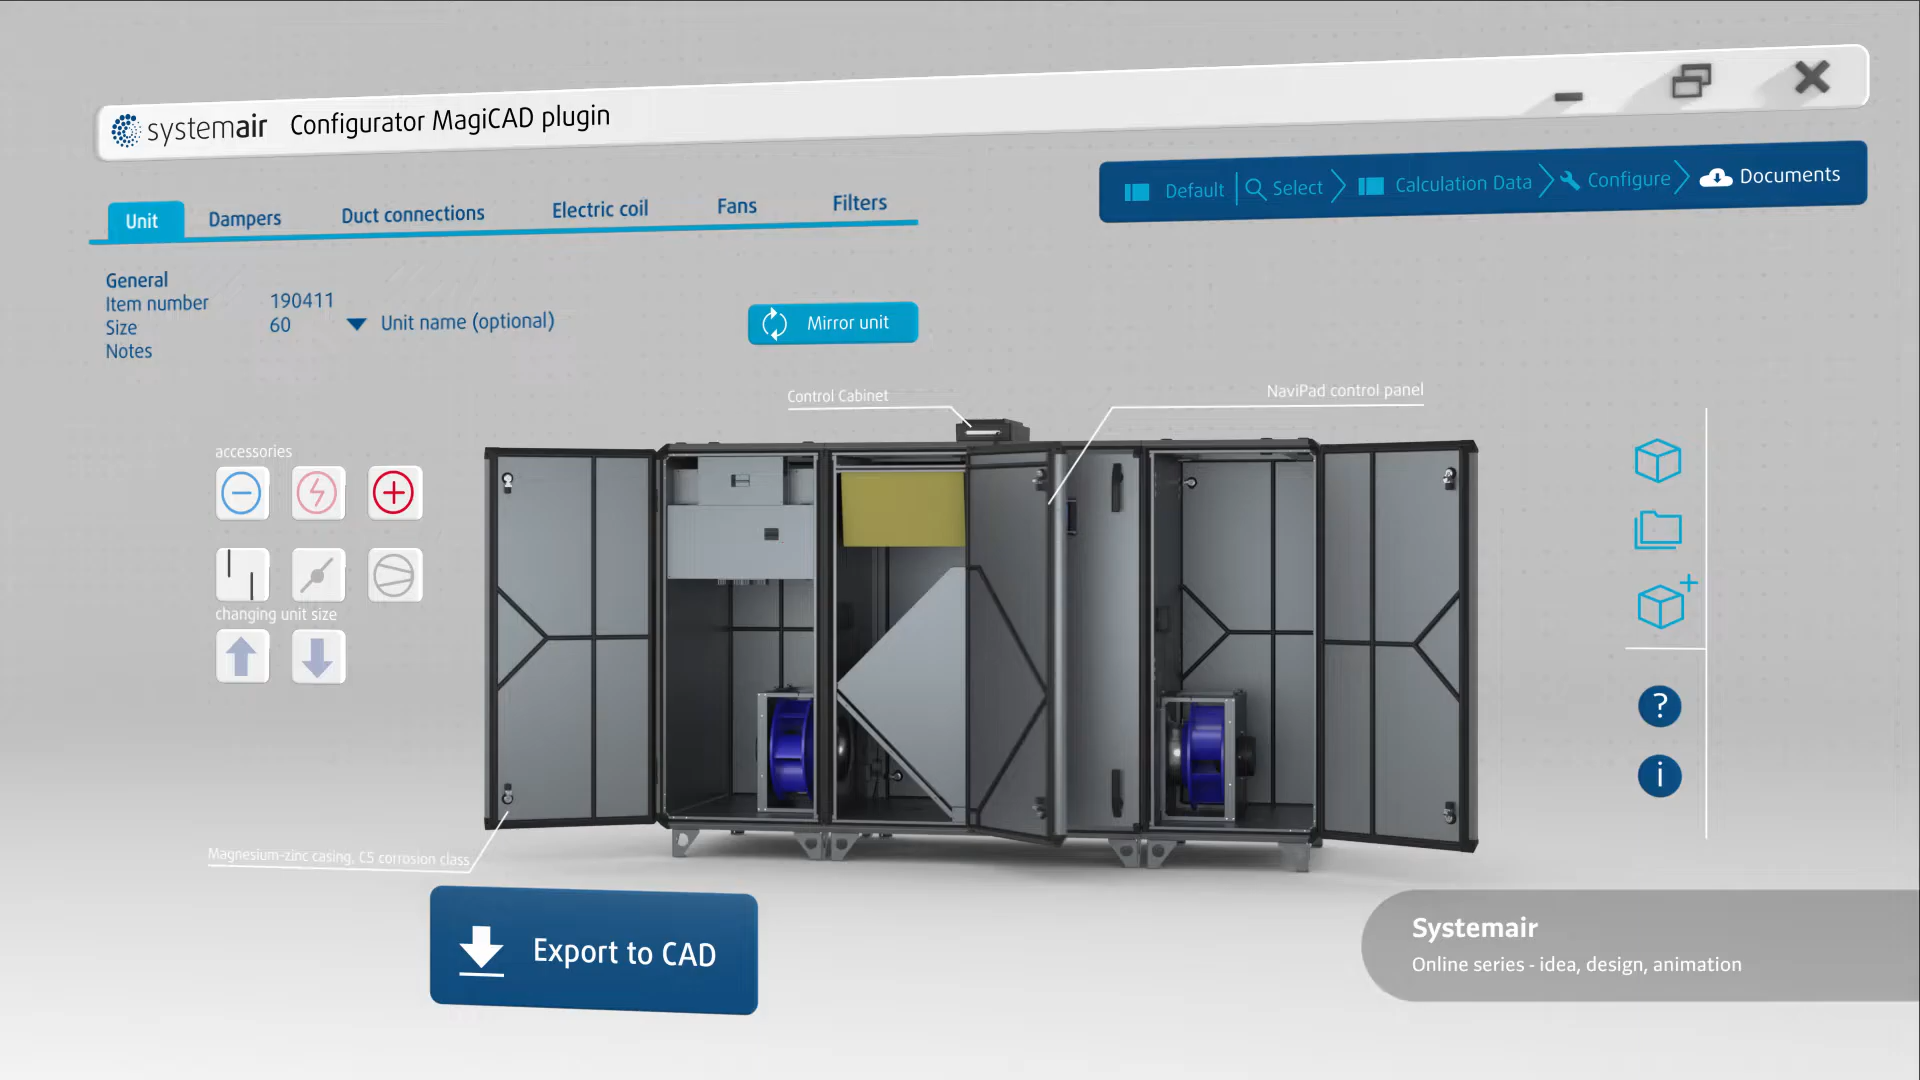 systemair Configurator MagiCAD plugin
Default Select Calculation Data Configure Documents
Unit Dampers Duct connections Electric coil Fans Filters
General
Item number 190411
Size 60 Unit name (optional)
Notes
Mirror unit
Control Cabinet
NaviPad control panel
accessories
changing unit size
Magnesium-zinc casing, C5 corrosion class
Export to CAD
?
i
Systemair
Online series - idea, design, animation